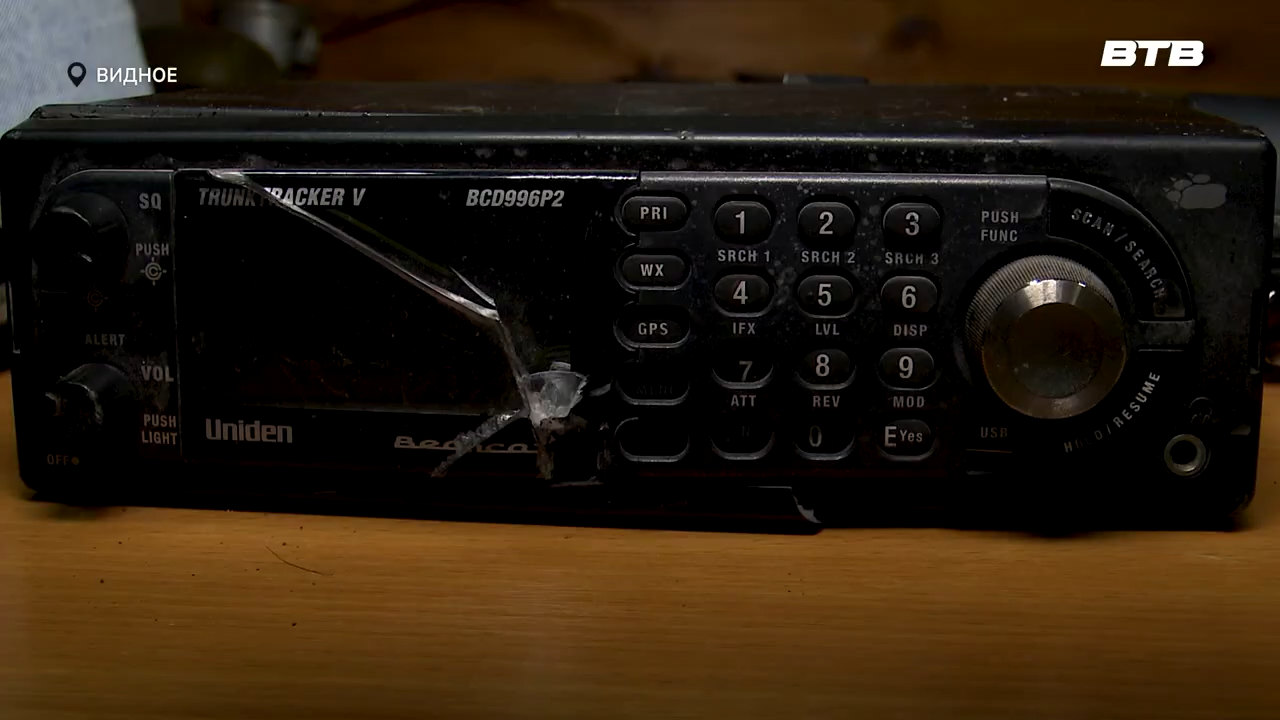 ВИДНОЕ
ВТВ
TRUNKTRACKER V
BCD996P2
SQ
PUSH
ALERT
VOL
PUSH
LIGHT
OFF
Uniden
PRI
WX
GPS
1
2
3
SRCH 1
SRCH 2
SRCH 3
4
5
6
IFX
LVL
DISP
7
8
9
ATT
REV
MOD
0
E Yes
PUSH
FUNC
SCAN / SEARCH
HOLD / RESUME
USB